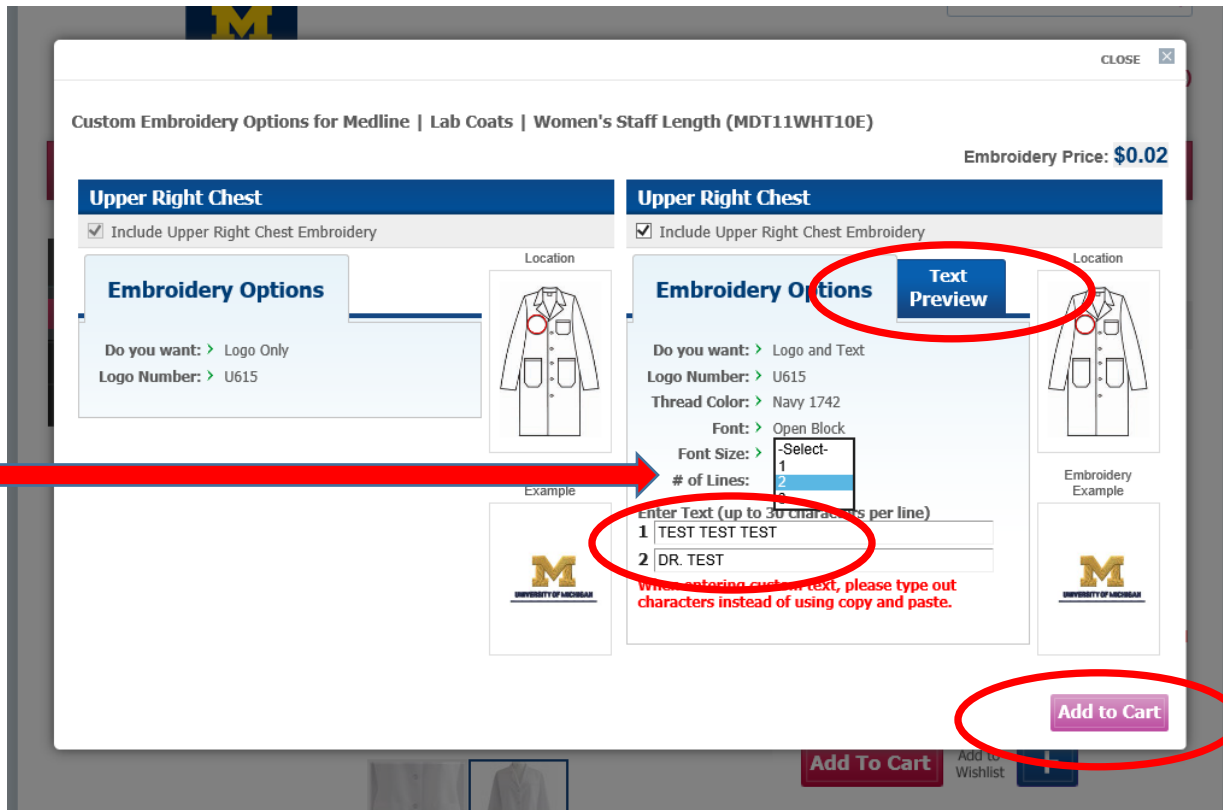 M
CLOSE
Custom Embroidery Options for Medline | Lab Coats | Women's Staff Length (MDT11WHT10E)
Embroidery Price: $0.02
Upper Right Chest
Include Upper Right Chest Embroidery
Embroidery Options
Location
Do you want: > Logo Only
Logo Number: > U615
Example
M
UNIVERSITY OF MICHIGAN
Upper Right Chest
Include Upper Right Chest Embroidery
Embroidery Options
Text Preview
Location
Do you want: > Logo and Text
Logo Number: > U615
Thread Color: > Navy 1742
Font: > Open Block
Font Size: >
-Select-
1
2
# of Lines:
Embroidery
Example
Enter Text (up to 30 characters per line)
1 TEST TEST TEST
2 DR. TEST
When entering custom text, please type out
characters instead of using copy and paste.
M
UNIVERSITY OF MICHIGAN
Add to Cart
Add To Cart
Add to
Wishlist
+